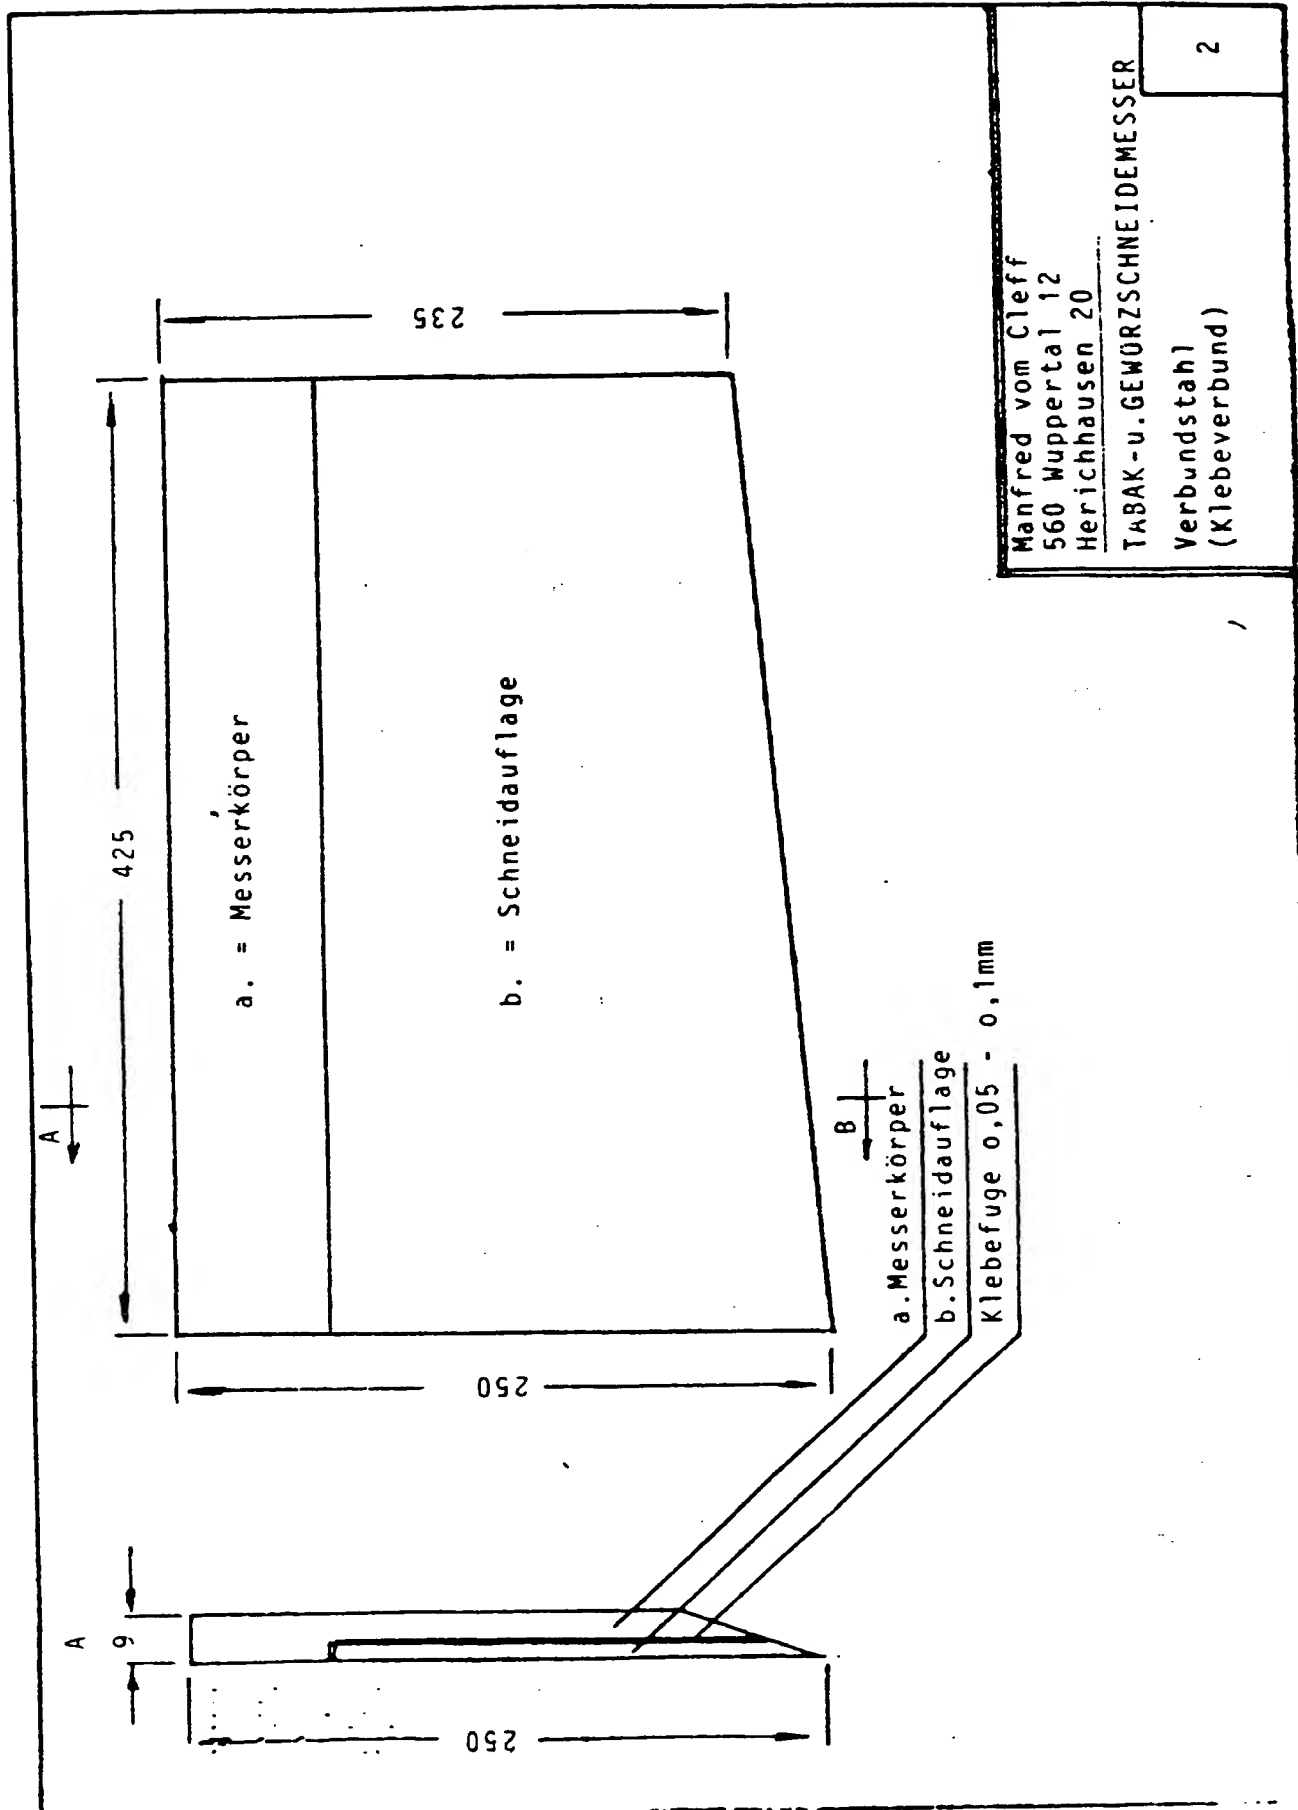 A
9
250
250
A
425
235
a. = Messerkörper
b. = Schneidauflage
B
a.Messerkörper
b.Schneidauflage
Klebefuge o,05 - o,1mm
Manfred vom Cleff
560 Wuppertal 12
Herichhausen 20
TABAK-u.GEWÜRZSCHNEIDEMESSER
Verbundstahl
(Klebeverbund)
2